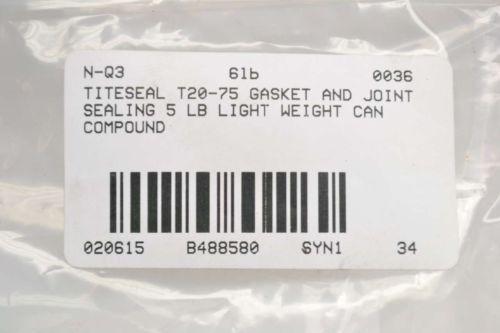 N-Q3 61b 0036
TITESEAL T20-75 GASKET AND JOINT
SEALING 5 LB LIGHT WEIGHT CAN
COMPOUND
020615 B488580 SYN1 34